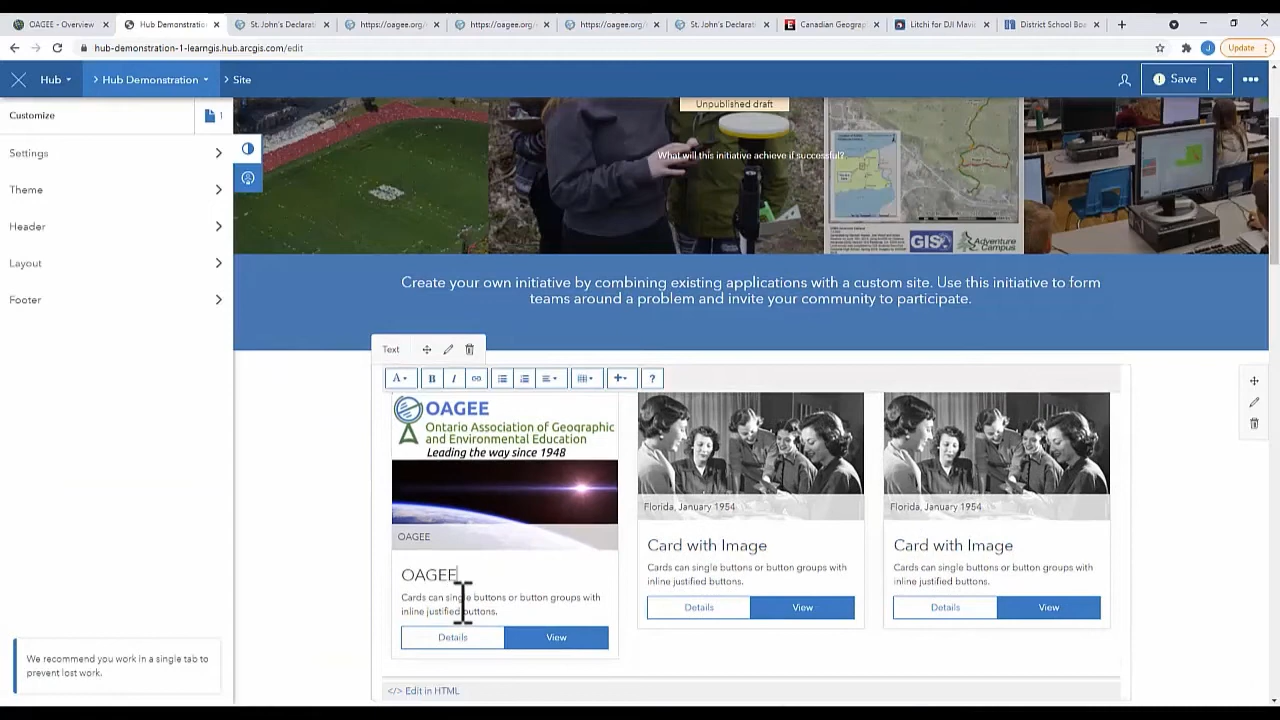 OAGEE - Overview
Hub Demonstration
St. John's Declarat
https://oagee.org/
https://oagee.org/
https://oagee.org/
St. John's Declarat
Canadian Geograp
Litchi for DJI Mavic
District School Boa
hub-demonstration-1-learngis.hub.arcgis.com/edit
J
Update
Hub
Hub Demonstration
Site
Save
Customize
1
Settings
Theme
Header
Layout
Footer
We recommend you work in a single tab to
prevent lost work.
Unpublished draft
What will this initiative achieve if successful?
GIS
Adventure
Campus
Create your own initiative by combining existing applications with a custom site. Use this initiative to form
teams around a problem and invite your community to participate.
Text
A
B
I
?
OAGEE
Ontario Association of Geographic
and Environmental Education
Leading the way since 1948
OAGEE
OAGEE
Cards can single buttons or button groups with
inline justified buttons.
Details
View
Florida, January 1954
Card with Image
Cards can single buttons or button groups with
inline justified buttons.
Details
View
Florida, January 1954
Card with Image
Cards can single buttons or button groups with
inline justified buttons.
Details
View
</> Edit in HTML